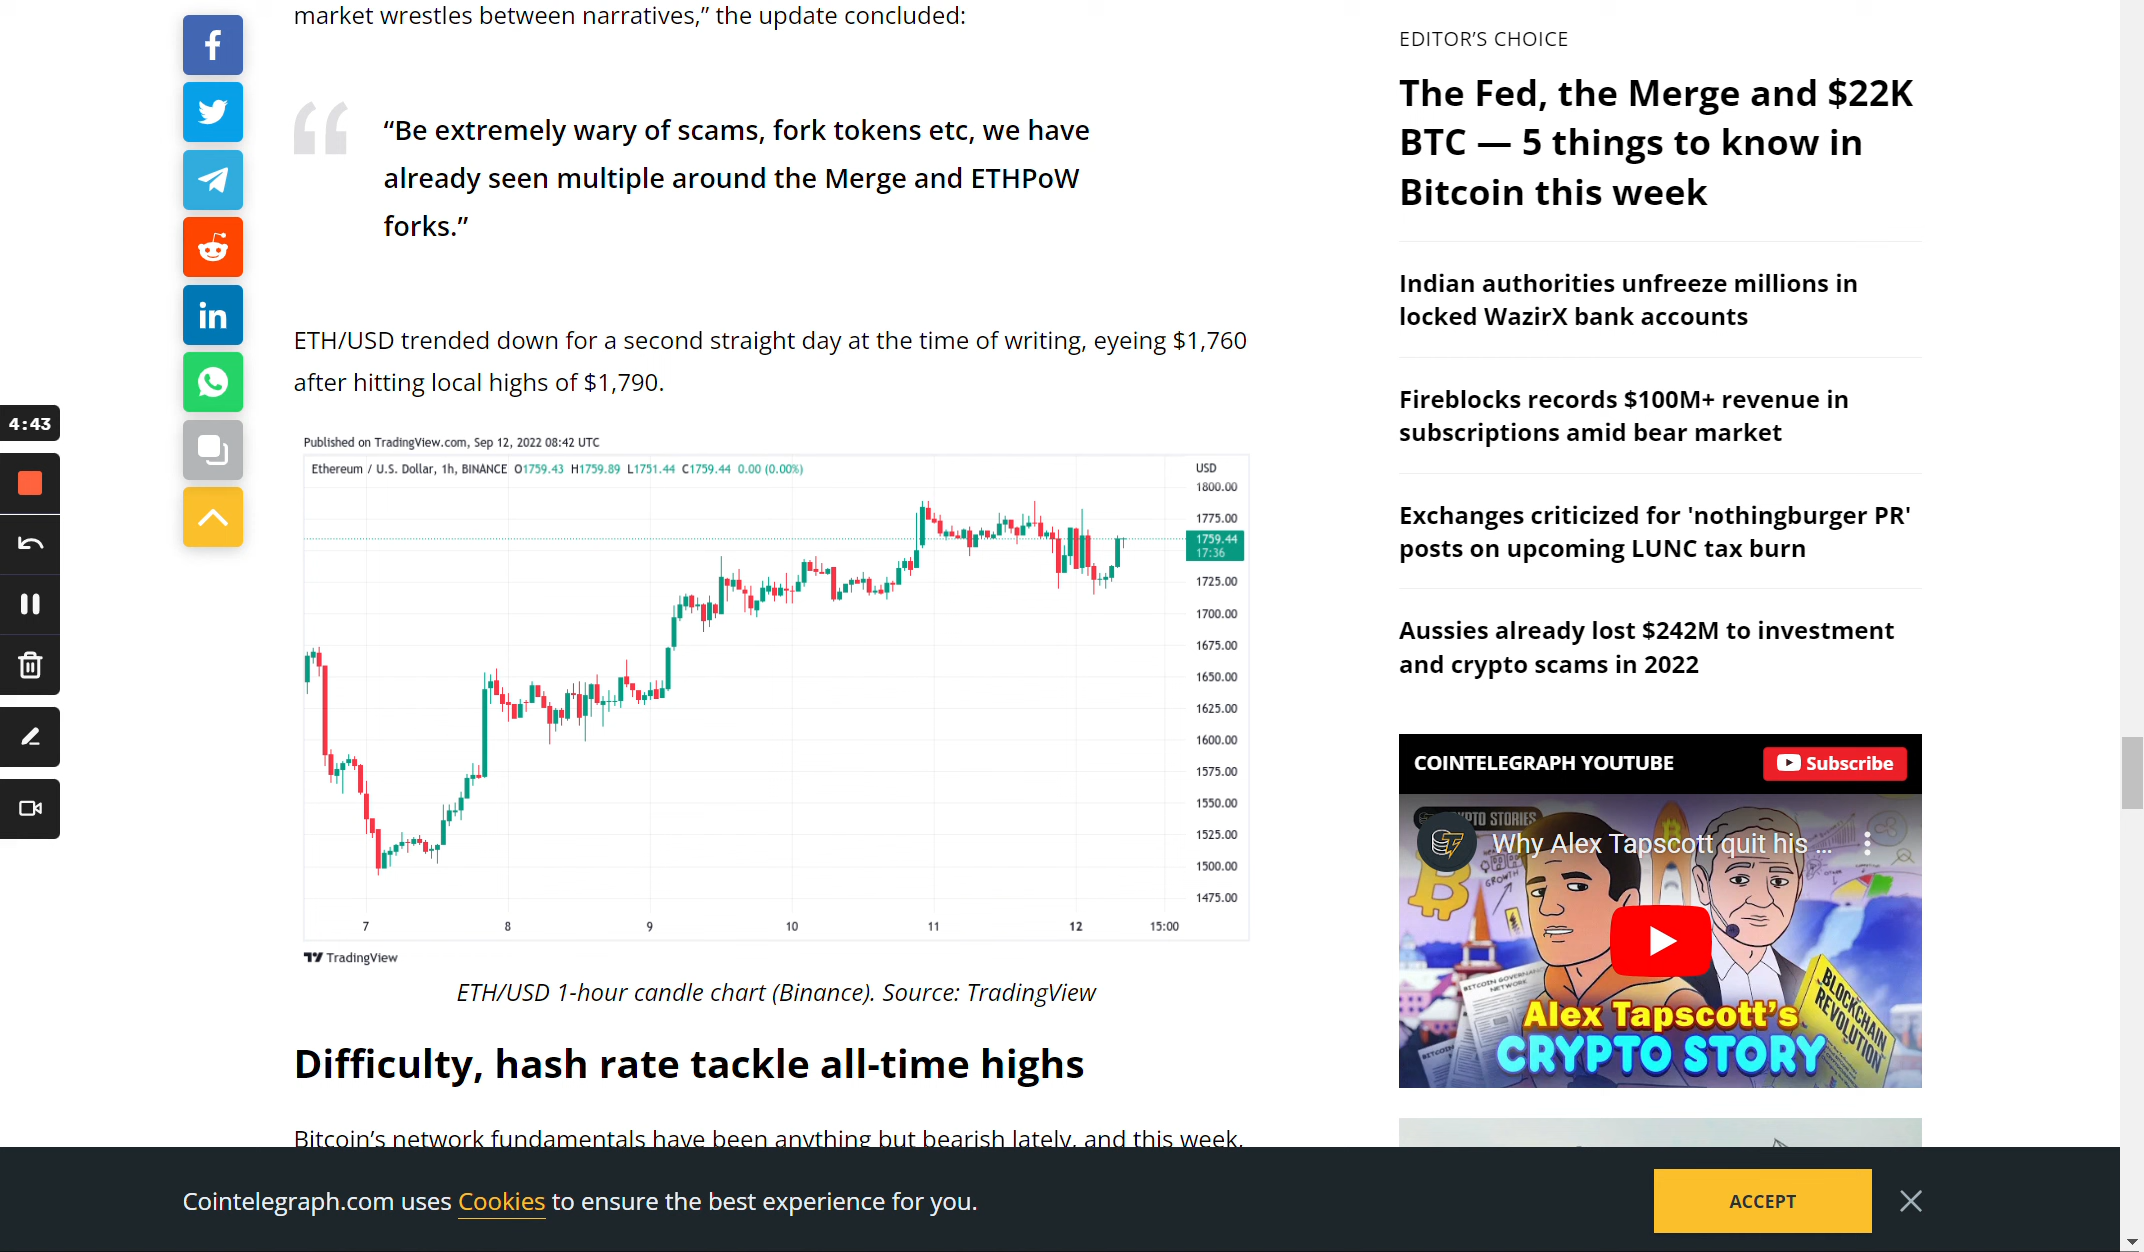 market wrestles between narratives,” the update concluded:
“Be extremely wary of scams, fork tokens etc, we have
already seen multiple around the Merge and ETHPoW
forks.”
ETH/USD trended down for a second straight day at the time of writing, eyeing $1,760
after hitting local highs of $1,790.
Published on TradingView.com, Sep 12, 2022 08:42 UTC
Ethereum / U.S. Dollar, 1h, BINANCE O1759.43 H1759.89 L1751.44 C1759.44 0.00 (0.00%)
USD
1800.00
1775.00
1759.44
17:36
1725.00
1700.00
1675.00
1650.00
1625.00
1600.00
1575.00
1550.00
1525.00
1500.00
1475.00
7 8 9 10 11 12 15:00
TradingView
ETH/USD 1-hour candle chart (Binance). Source: TradingView
Difficulty, hash rate tackle all-time highs
Bitcoin’s network fundamentals have been anything but bearish lately, and this week,
4:43
EDITOR’S CHOICE
The Fed, the Merge and $22K
BTC — 5 things to know in
Bitcoin this week
Indian authorities unfreeze millions in
locked WazirX bank accounts
Fireblocks records $100M+ revenue in
subscriptions amid bear market
Exchanges criticized for 'nothingburger PR'
posts on upcoming LUNC tax burn
Aussies already lost $242M to investment
and crypto scams in 2022
COINTELEGRAPH YOUTUBE
Subscribe
STORIES
Why Alex Tapscott quit his ...
GROWTH
BITCOIN GOVERNANCE
NETWORK
BLOCKCHAIN
REVOLUTION
Alex Tapscott’s
CRYPTO STORY
Cointelegraph.com uses Cookies to ensure the best experience for you.
ACCEPT